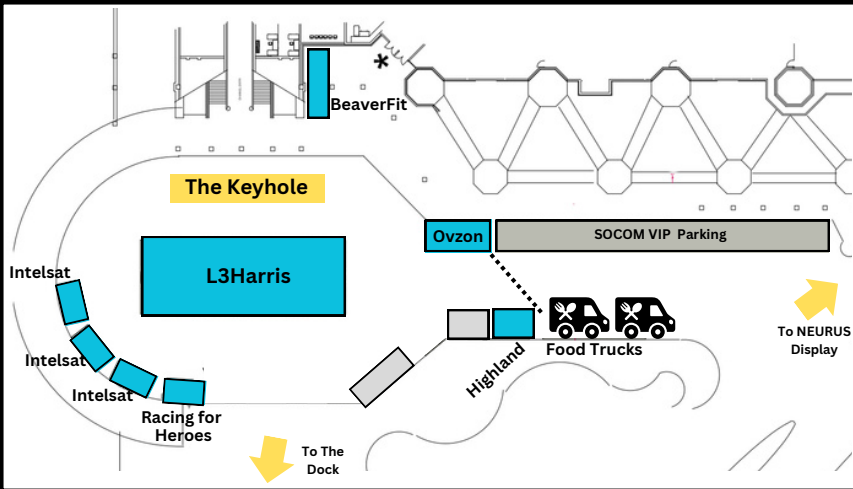 *
BeaverFit
The Keyhole
Ovzon
SOCOM VIP Parking
Intelsat
L3Harris
Intelsat
Intelsat
Highland
Food Trucks
To NEURUS
Display
Racing for
Heroes
To The
Dock